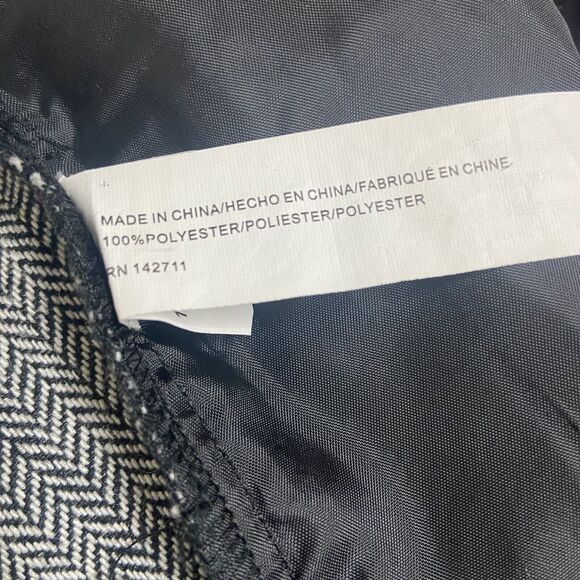 MADE IN CHINA/HECHO EN CHINA/FABRIQUÉ EN CHINE
100%POLYESTER/POLIESTER/POLYESTER
RN 142711